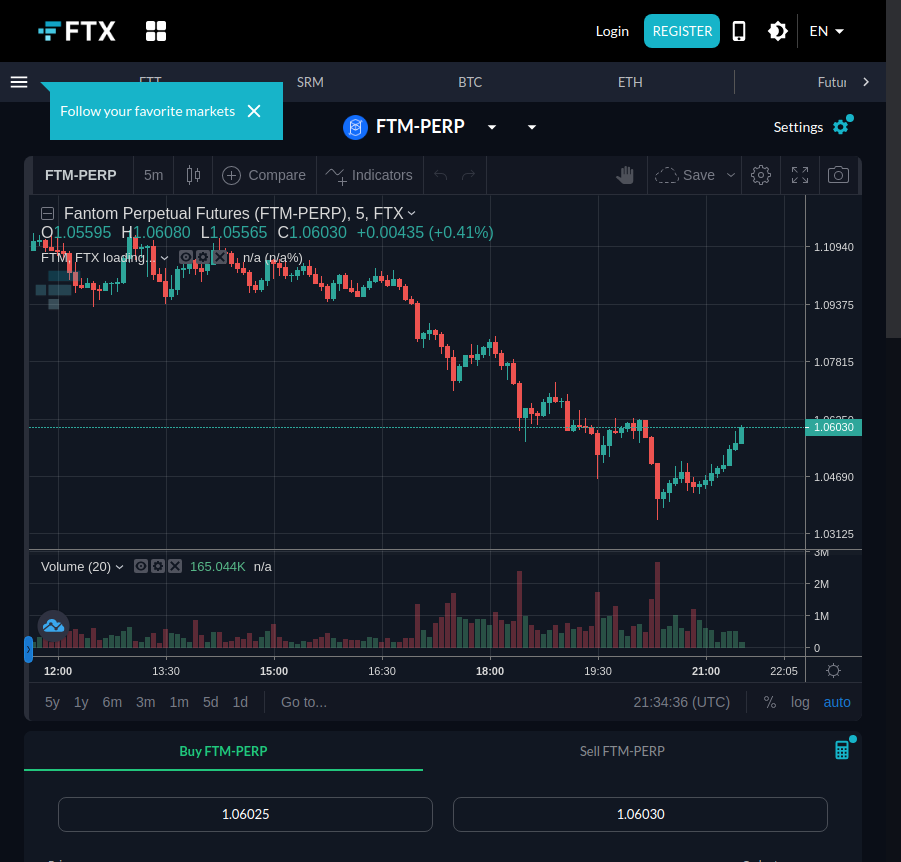 FTX
Login
REGISTER
EN
FTT
SRM
BTC
ETH
Futur
Follow your favorite markets
FTM-PERP
Settings
FTM-PERP
5m
Compare
Indicators
Save
Fantom Perpetual Futures (FTM-PERP), 5, FTX
O1.05595 H1.06080 L1.05565 C1.06030 +0.00435 (+0.41%)
FTM, FTX loading... n/a (n/a%)
1.10940
1.09375
1.07815
1.06250
1.06030
1.04690
1.03125
Volume (20) 165.044K n/a
3M
2M
1M
0
12:00 13:30 15:00 16:30 18:00 19:30 21:00 22:05
5y 1y 6m 3m 1m 5d 1d Go to... 21:34:36 (UTC) % log auto
Buy FTM-PERP
Sell FTM-PERP
1.06025
1.06030